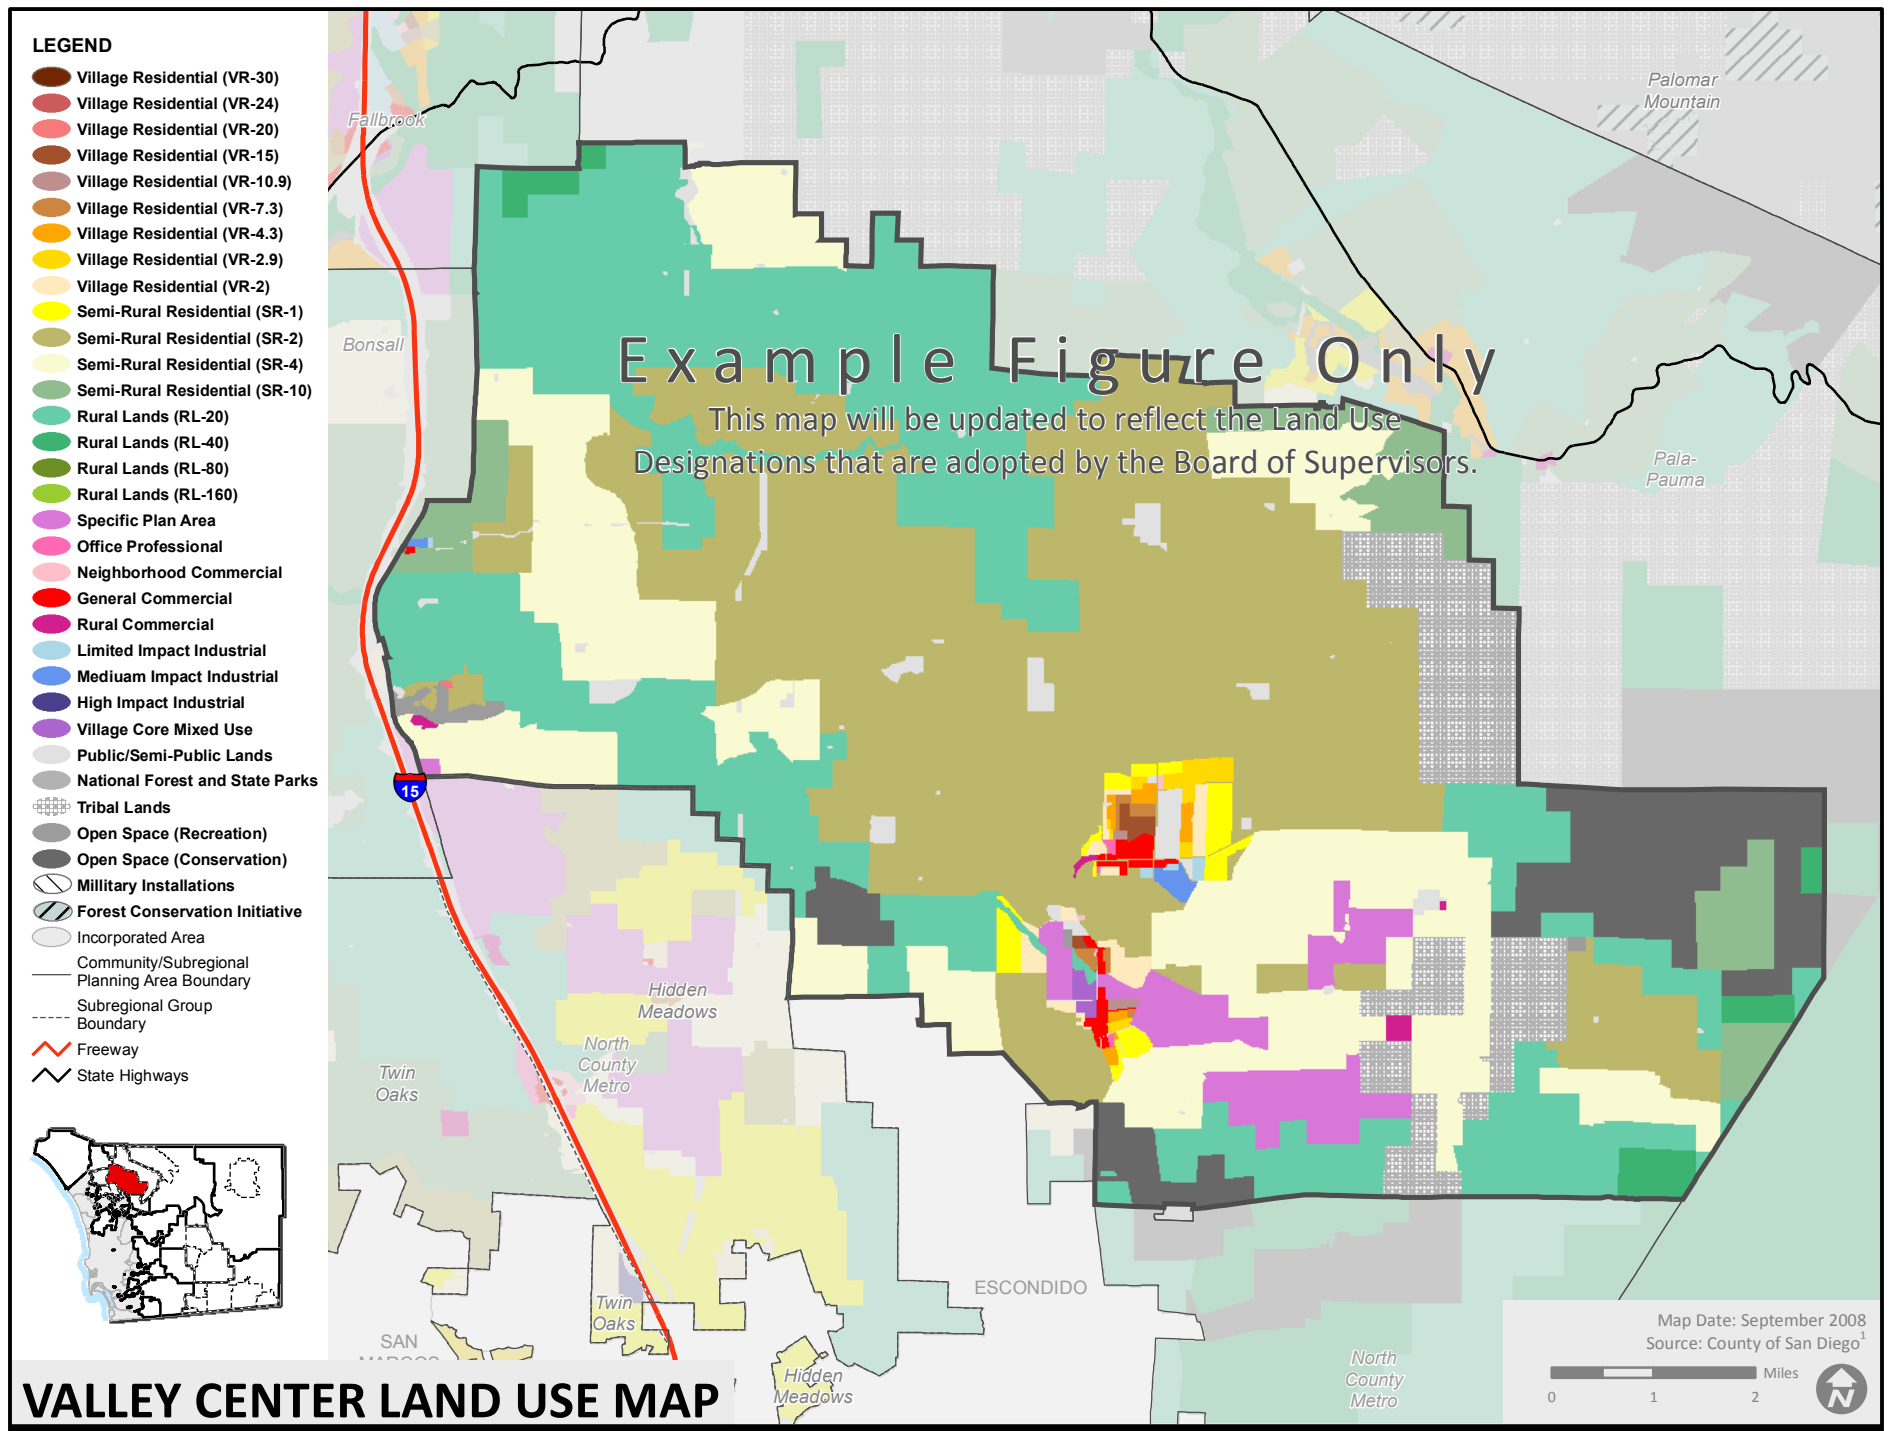 LEGEND
Village Residential (VR-30)
Village Residential (VR-24)
Village Residential (VR-20)
Village Residential (VR-15)
Village Residential (VR-10.9)
Village Residential (VR-7.3)
Village Residential (VR-4.3)
Village Residential (VR-2.9)
Village Residential (VR-2)
Semi-Rural Residential (SR-1)
Semi-Rural Residential (SR-2)
Semi-Rural Residential (SR-4)
Semi-Rural Residential (SR-10)
Rural Lands (RL-20)
Rural Lands (RL-40)
Rural Lands (RL-80)
Rural Lands (RL-160)
Specific Plan Area
Office Professional
Neighborhood Commercial
General Commercial
Rural Commercial
Limited Impact Industrial
Mediuam Impact Industrial
High Impact Industrial
Village Core Mixed Use
Public/Semi-Public Lands
National Forest and State Parks
Tribal Lands
Open Space (Recreation)
Open Space (Conservation)
Millitary Installations
Forest Conservation Initiative
Incorporated Area
Community/Subregional
Planning Area Boundary
Subregional Group
Boundary
Freeway
State Highways
Fallbrook
Palomar
Mountain
Bonsall
Example Figure Only
This map will be updated to reflect the Land Use
Designations that are adopted by the Board of Supervisors.
Pala-
Pauma
15
Hidden
Meadows
North
County
Metro
Twin
Oaks
ESCONDIDO
Twin
Oaks
SAN
MARCOS
Hidden
Meadows
North
County
Metro
Map Date: September 2008
Source: County of San Diego1
Miles
0 1 2
N
VALLEY CENTER LAND USE MAP